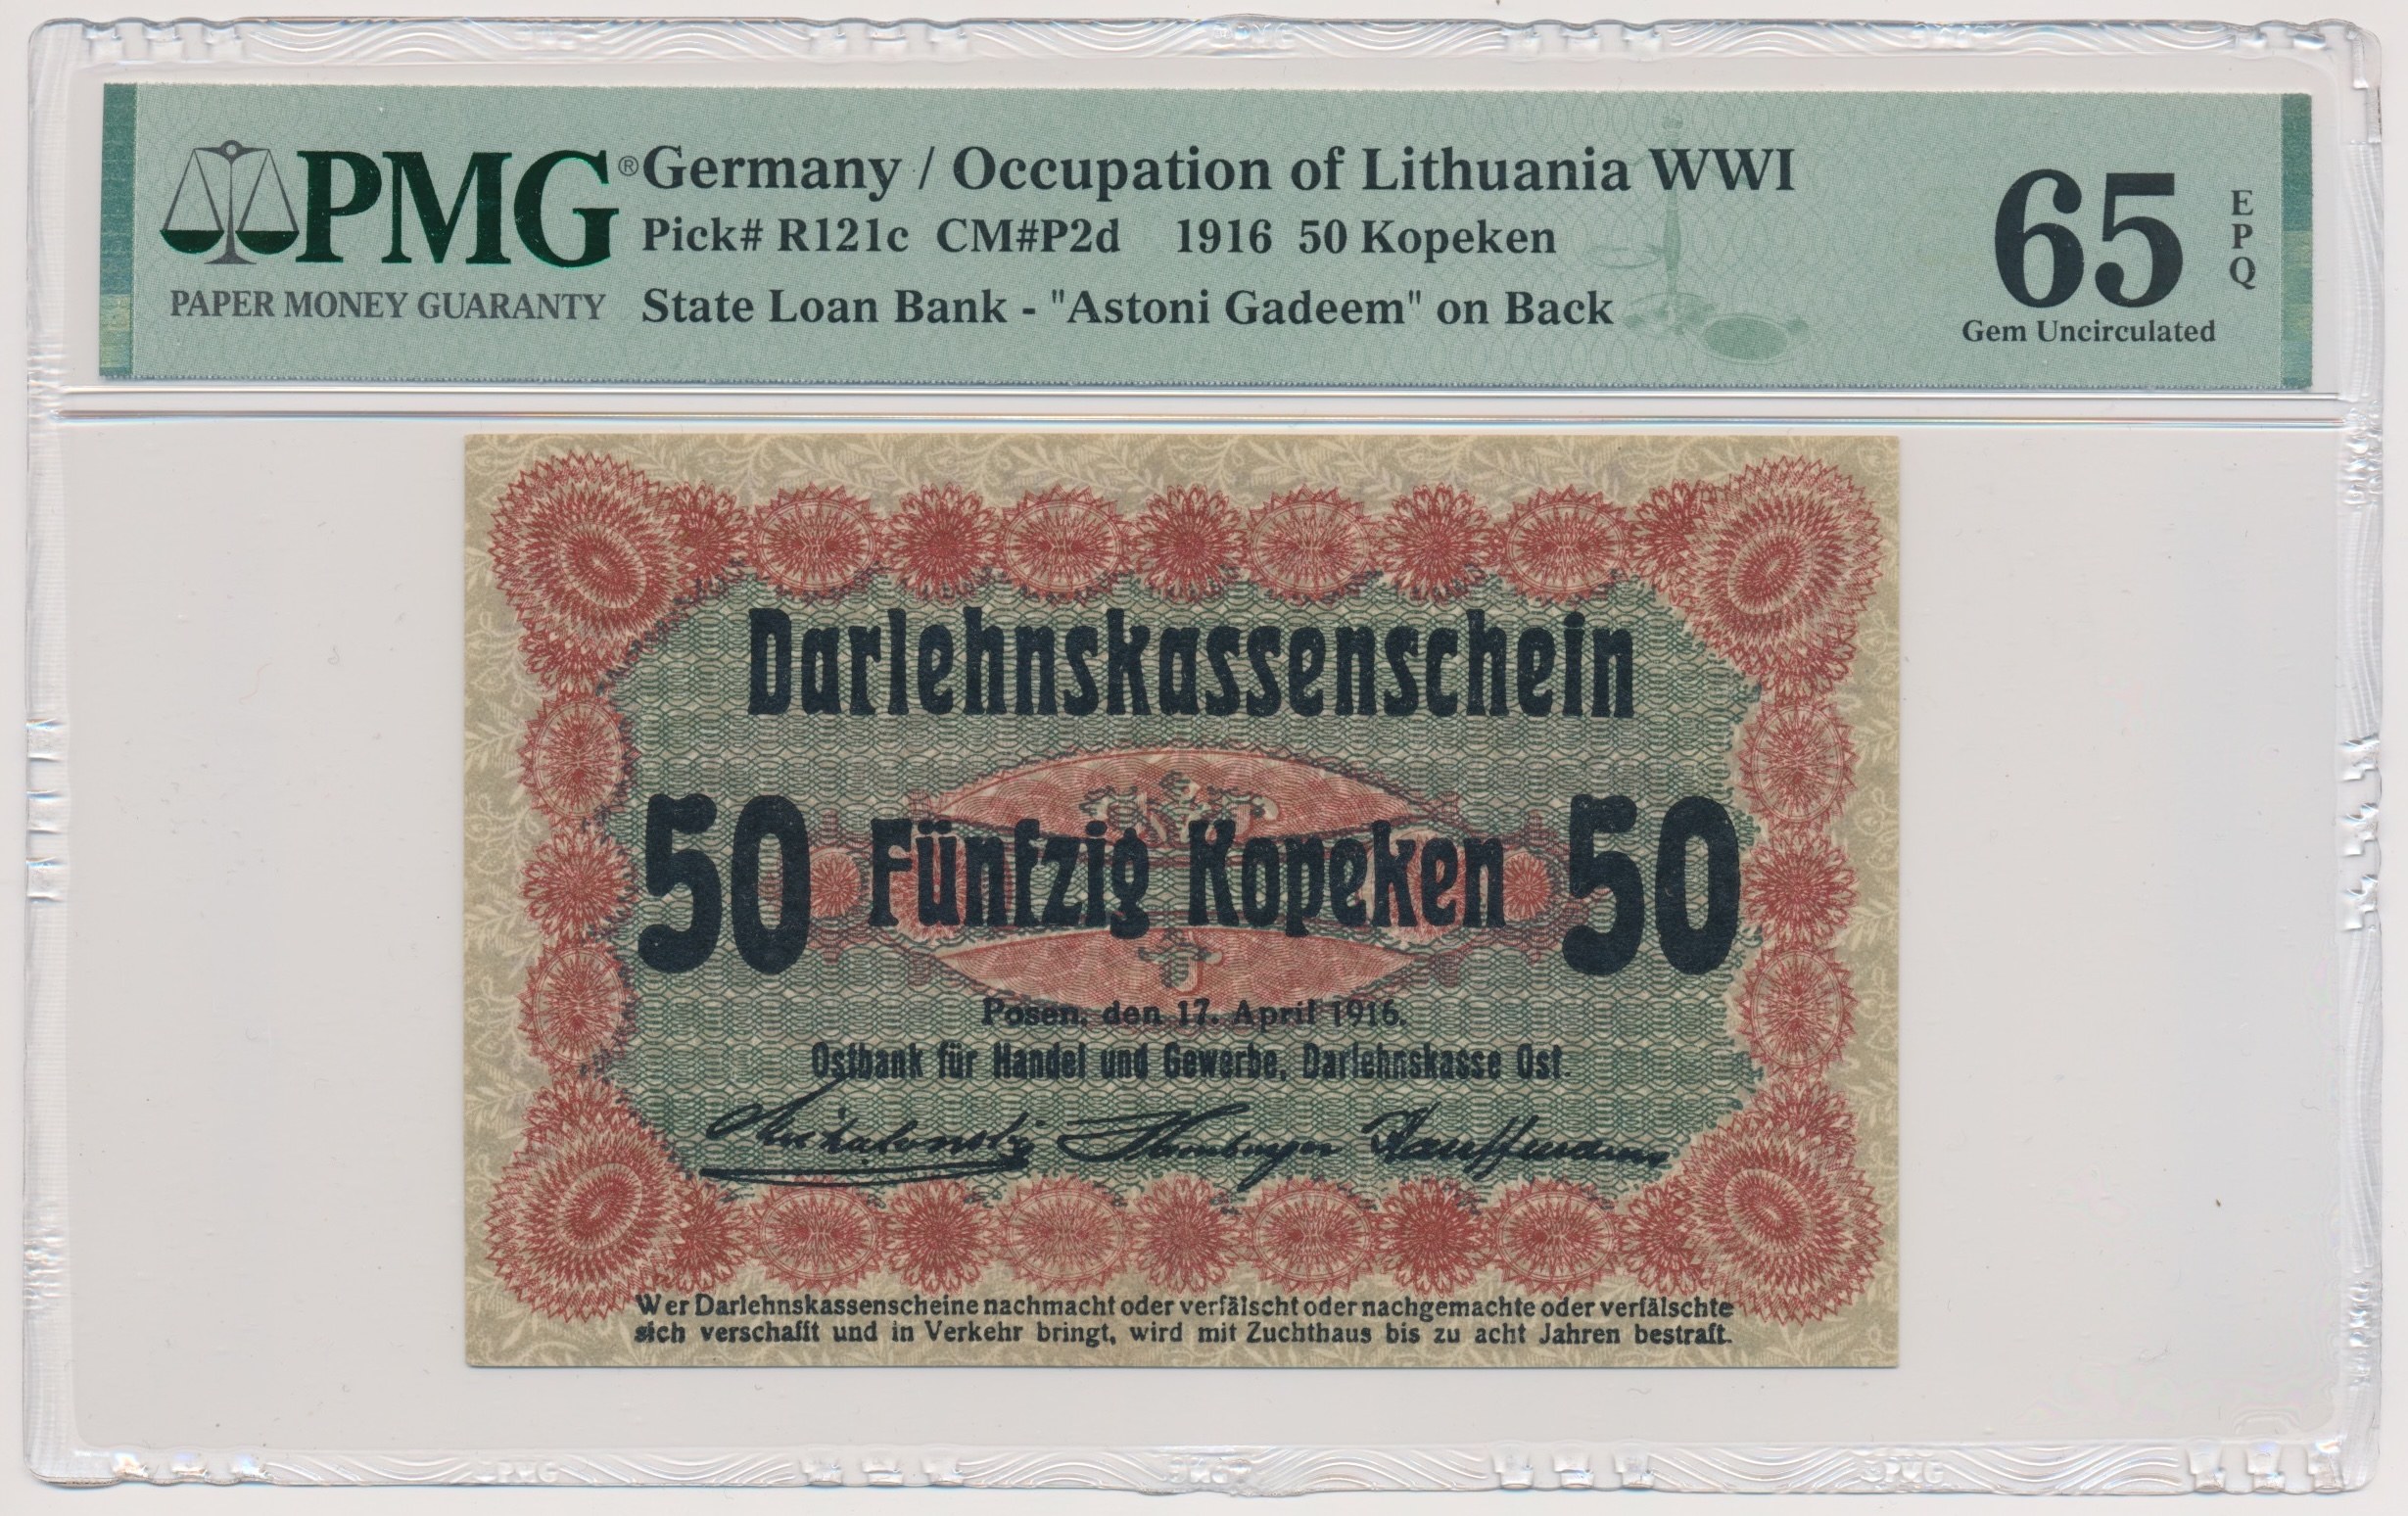 PMG®
PAPER MONEY GUARANTY
Germany / Occupation of Lithuania WWI
Pick# R121c CM#P2d 1916 50 Kopeken
State Loan Bank - "Astoni Gadeem" on Back
65
EPQ
Gem Uncirculated
Darlehnskassenschein
50 Fünfzig Kopeken 50
Posen, den 17. April 1916.
Ostbank für Handel und Gewerbe, Darlehnskasse Ost.
Hamburger Kauffmann
Wer Darlehnskassenscheine nachmacht oder verfälscht oder nachgemachte oder verfälschte
sich verschafft und in Verkehr bringt, wird mit Zuchthaus bis zu acht Jahren bestraft.